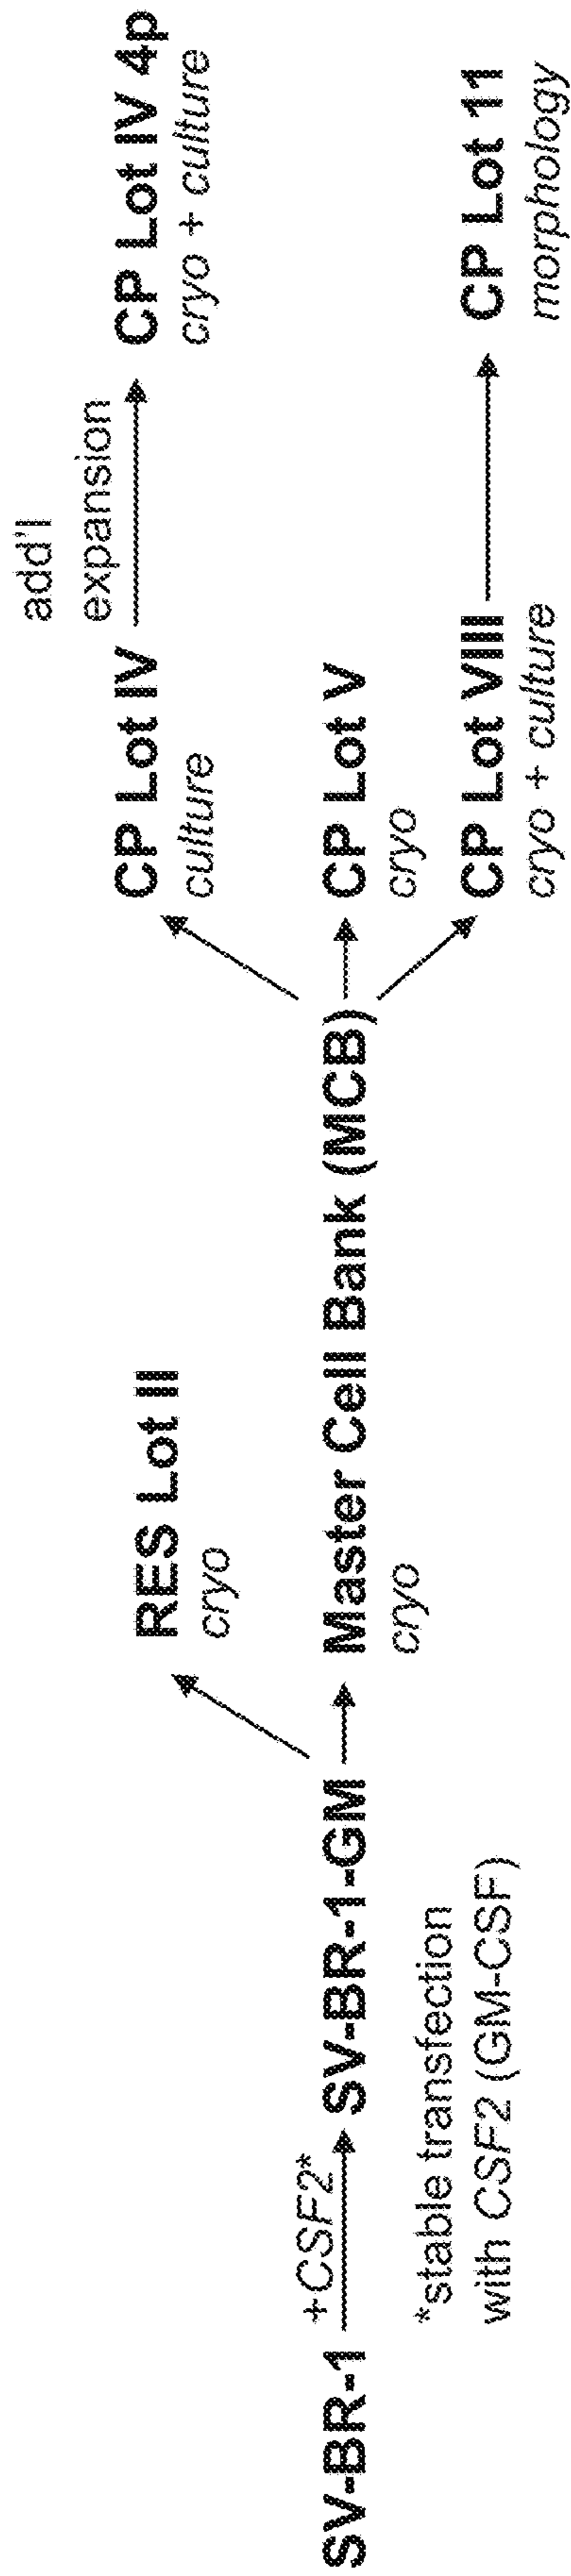 SV-BR-1
+CSF2*
SV-BR-1-GM
*stable transfection
with CSF2 (GM-CSF)
RES Lot II
cryo
Master Cell Bank (MCB)
cryo
CP Lot IV
culture
add'l
expansion
CP Lot IV 4p
cryo + culture
CP Lot V
cryo
CP Lot VIII
cryo + culture
CP Lot 11
morphology